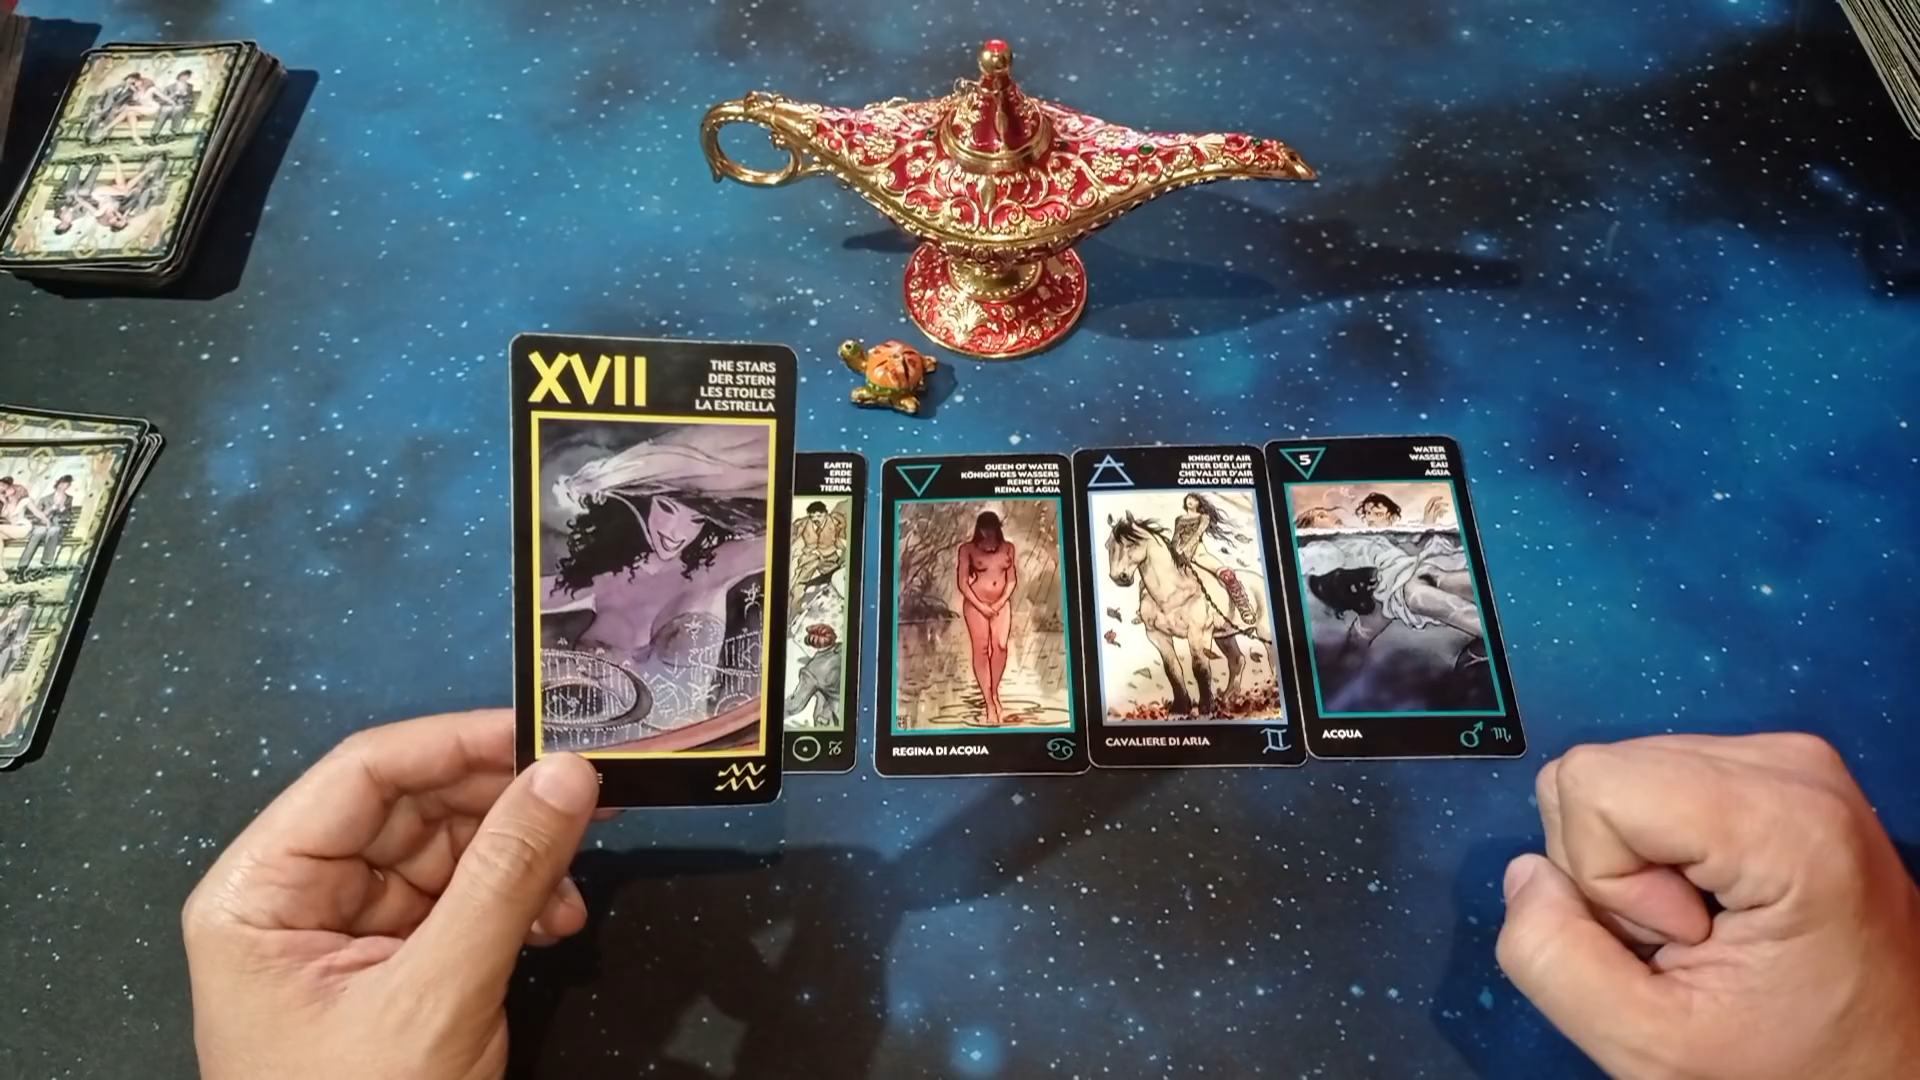 XVII
THE STARS
DER STERN
LES ETOILES
LA ESTRELLA
EARTH
ERDE
TERRE
TIERRA
QUEEN OF WATER
KÖNIGIN DES WASSERS
REINE D'EAU
REINA DE AGUA
REGINA DI ACQUA
KNIGHT OF AIR
RITTER DER LUFT
CHEVALIER D'AIR
CABALLO DE AIRE
CAVALIERE DI ARIA
5
WATER
WASSER
EAU
AGUA
ACQUA